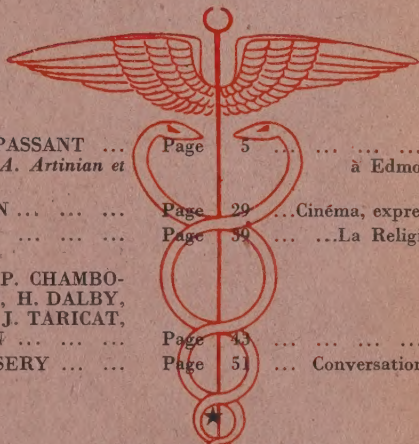 PASSANT ... Page 5 ... ... ... ...
A. Artinian et à Edmo
N ... ... ... Page 29 ...Cinéma, expre
... ... ... Page 39 ... ...La Relig
P. CHAMBO-
, H. DALBY,
J. TARICAT,
N ... ... ... Page 43 ... ... ... ...
SERY ... ... Page 51 ... Conversation